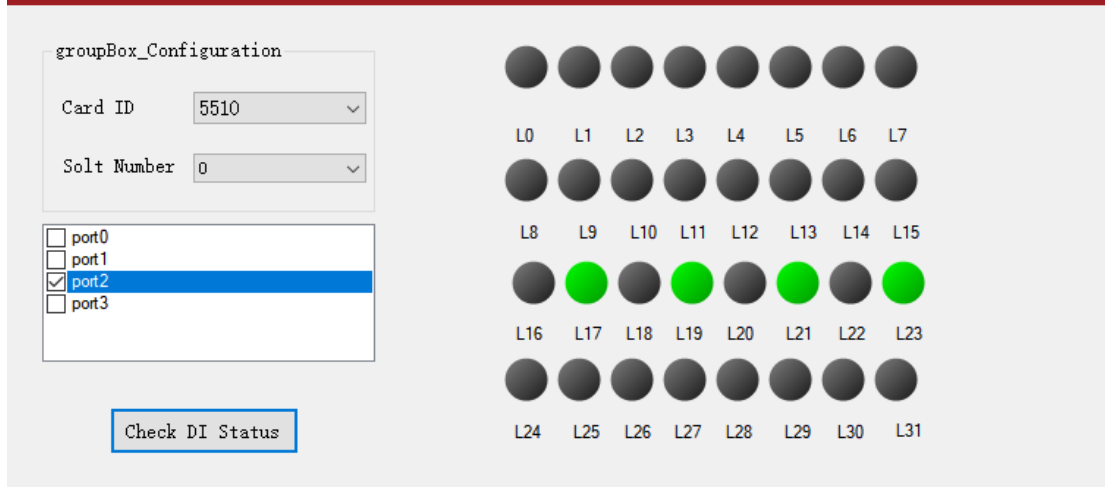 groupBox_Configuration
Card ID 5510
Solt Number 0
port0
port1
port2
port3
Check DI Status
L0 L1 L2 L3 L4 L5 L6 L7
L8 L9 L10 L11 L12 L13 L14 L15
L16 L17 L18 L19 L20 L21 L22 L23
L24 L25 L26 L27 L28 L29 L30 L31